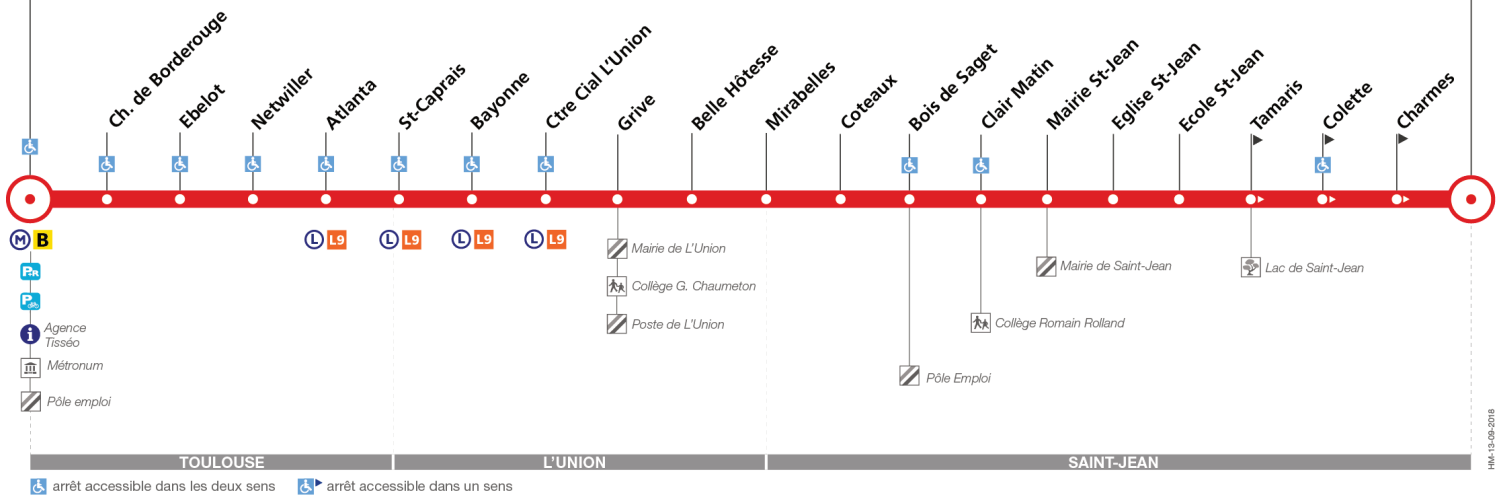 Ch. de Borderouge
Ebelot
Netwiller
Atlanta
St-Caprais
Bayonne
Ctre Cial L'Union
Grive
Belle Hôtesse
Mirabelles
Coteaux
Bois de Saget
Clair Matin
Mairie St-Jean
Eglise St-Jean
Ecole St-Jean
Tamaris
Colette
Charmes
M B
L L9
L L9
L L9
L L9
P+R
P
i Agence
Tisséo
Métronum
Pôle emploi
Mairie de L'Union
Collège G. Chaumeton
Poste de L'Union
Pôle Emploi
Collège Romain Rolland
Mairie de Saint-Jean
Lac de Saint-Jean
TOULOUSE
L'UNION
SAINT-JEAN
arrêt accessible dans les deux sens
arrêt accessible dans un sens
HM-13-09-2018